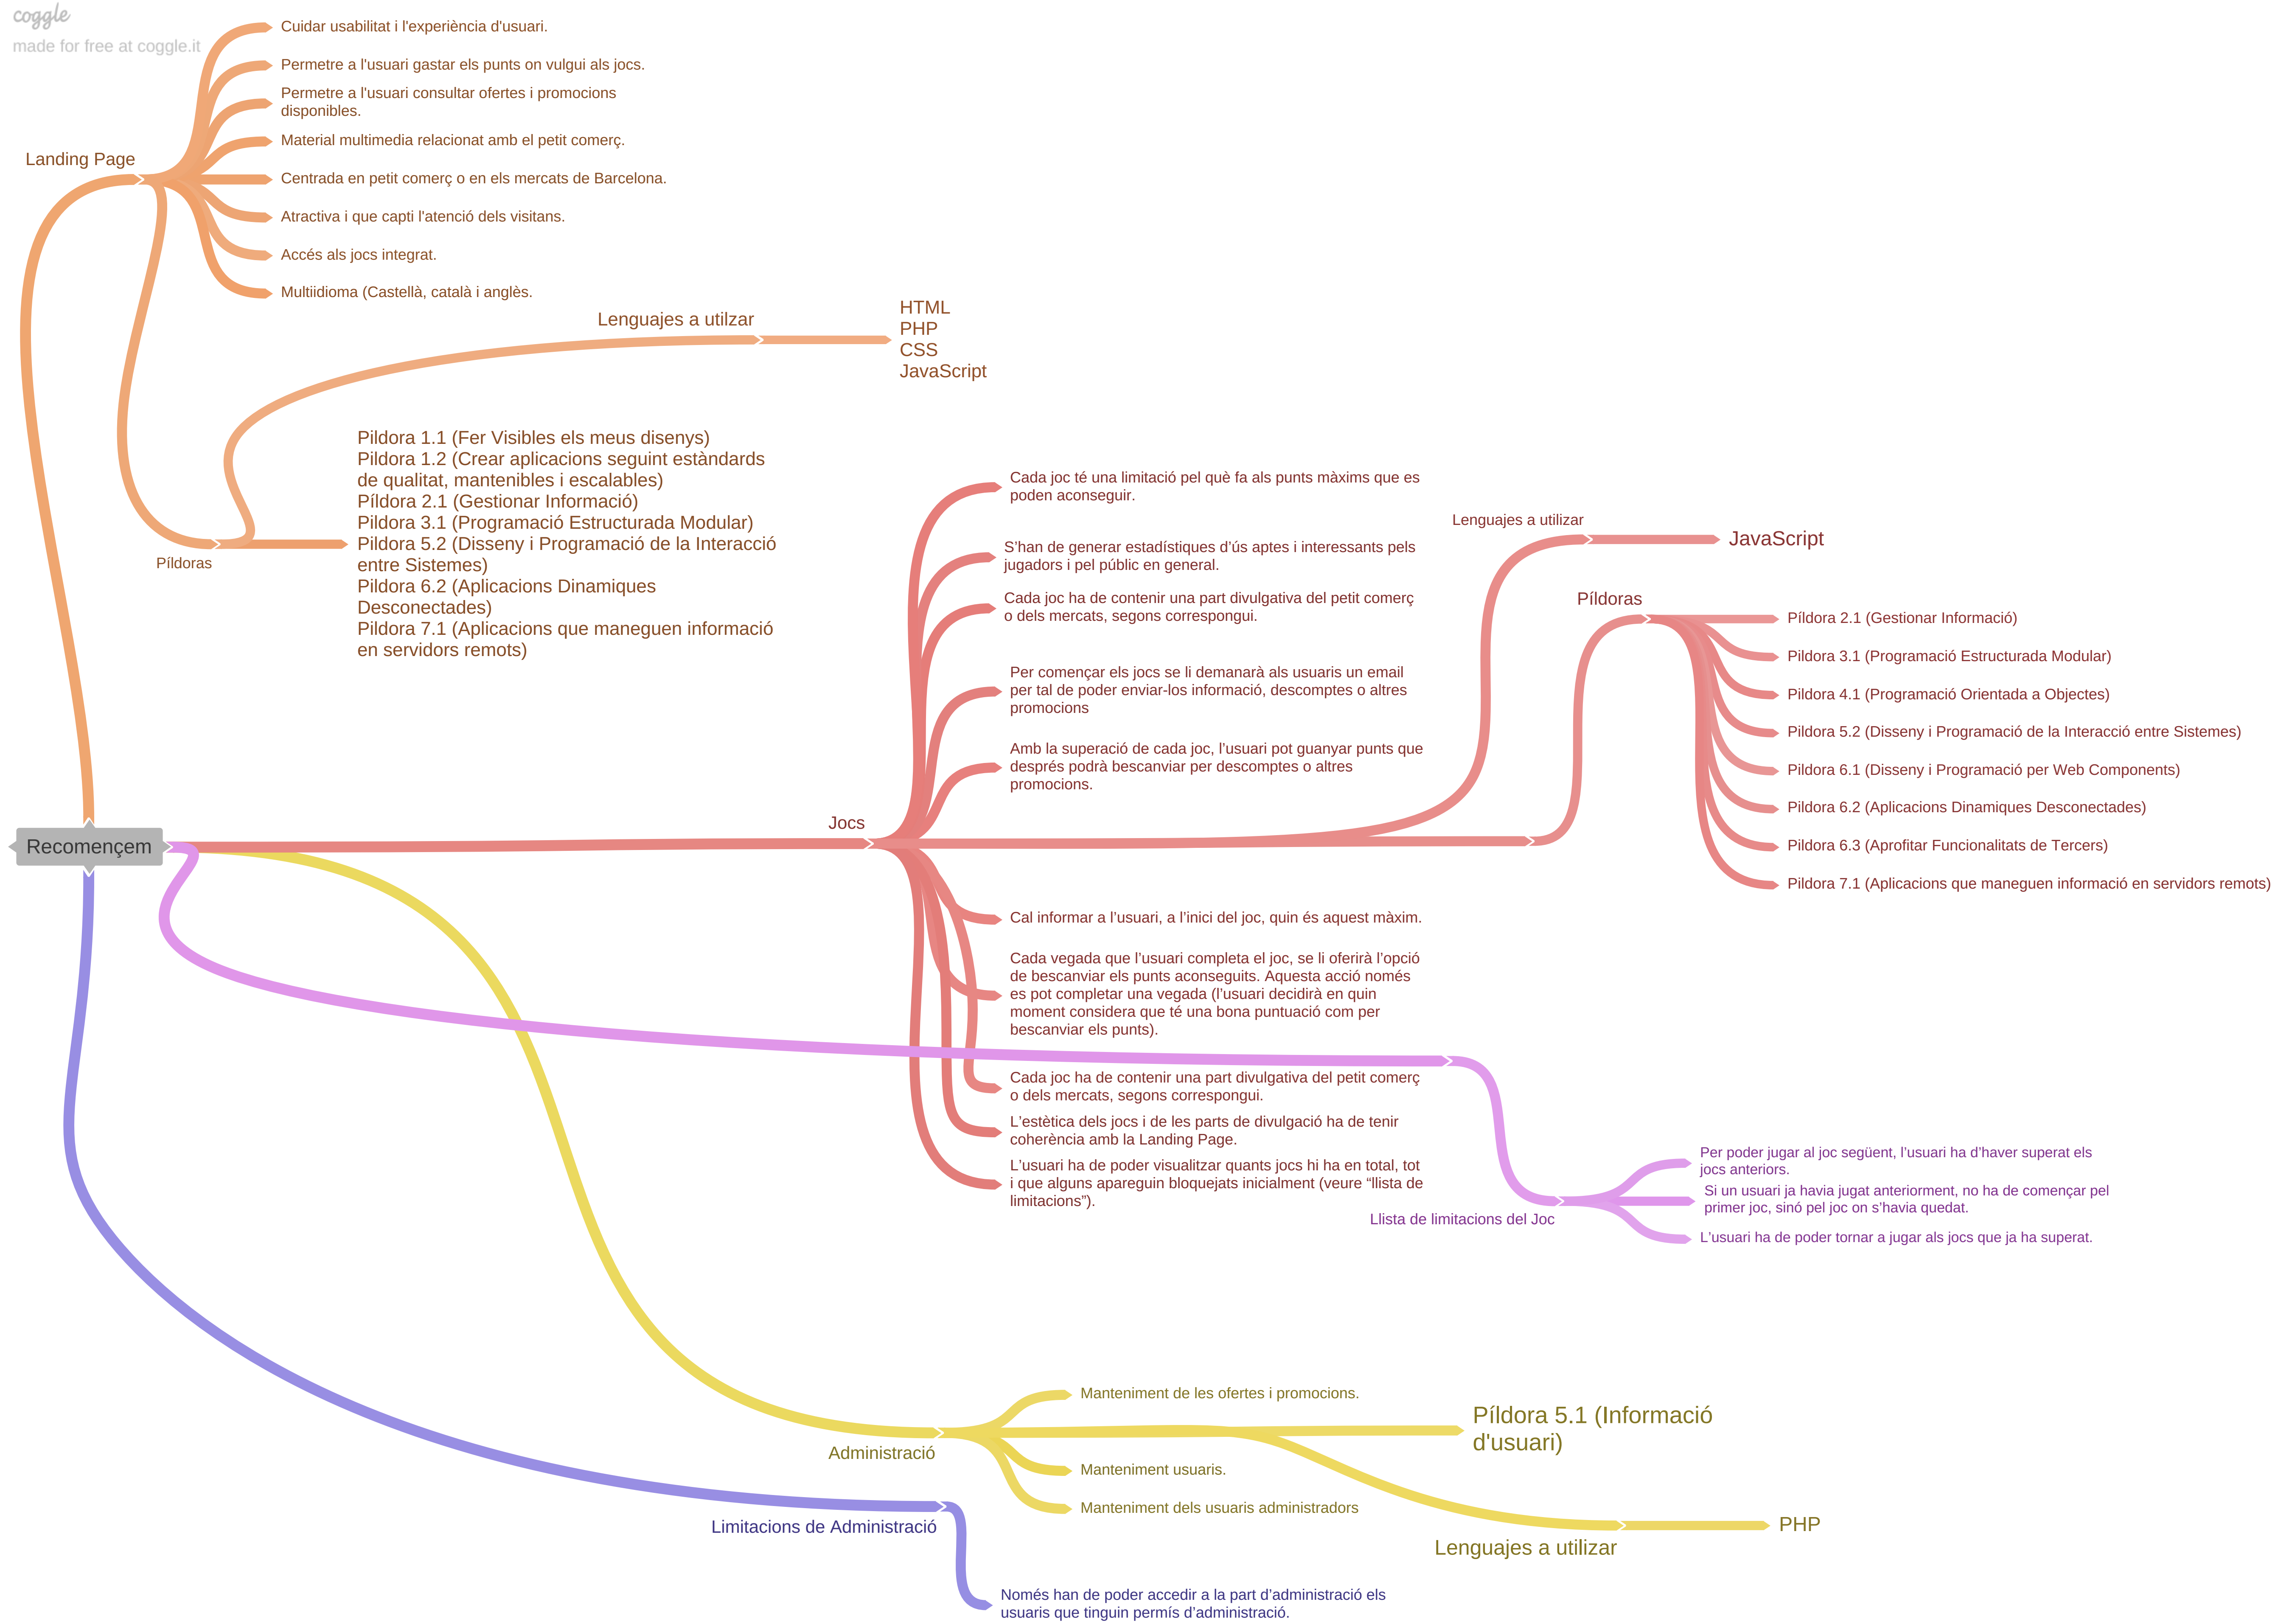 coggle
made for free at coggle.it
Cuidar usabilitat i l'experiència d'usuari.
Permetre a l'usuari gastar els punts on vulgui als jocs.
Permetre a l'usuari consultar ofertes i promocions
disponibles.
Material multimedia relacionat amb el petit comerç.
Landing Page
Centrada en petit comerç o en els mercats de Barcelona.
Atractiva i que capti l'atenció dels visitans.
Accés als jocs integrat.
Multiidioma (Castellà, català i anglès.
Lenguajes a utilzar
HTML
PHP
CSS
JavaScript
Pildora 1.1 (Fer Visibles els meus disenys)
Pildora 1.2 (Crear aplicacions seguint estàndards
de qualitat, mantenibles i escalables)
Píldora 2.1 (Gestionar Informació)
Pildora 3.1 (Programació Estructurada Modular)
Pildora 5.2 (Disseny i Programació de la Interacció
entre Sistemes)
Pildora 6.2 (Aplicacions Dinamiques
Desconectades)
Pildora 7.1 (Aplicacions que maneguen informació
en servidors remots)
Píldoras
Cada joc té una limitació pel què fa als punts màxims que es
poden aconseguir.
S’han de generar estadístiques d’ús aptes i interessants pels
jugadors i pel públic en general.
Cada joc ha de contenir una part divulgativa del petit comerç
o dels mercats, segons correspongui.
Per començar els jocs se li demanarà als usuaris un email
per tal de poder enviar-los informació, descomptes o altres
promocions
Amb la superació de cada joc, l’usuari pot guanyar punts que
després podrà bescanviar per descomptes o altres
promocions.
Lenguajes a utilizar
JavaScript
Píldoras
Píldora 2.1 (Gestionar Informació)
Pildora 3.1 (Programació Estructurada Modular)
Pildora 4.1 (Programació Orientada a Objectes)
Pildora 5.2 (Disseny i Programació de la Interacció entre Sistemes)
Pildora 6.1 (Disseny i Programació per Web Components)
Pildora 6.2 (Aplicacions Dinamiques Desconectades)
Pildora 6.3 (Aprofitar Funcionalitats de Tercers)
Pildora 7.1 (Aplicacions que maneguen informació en servidors remots)
Jocs
Recomençem
Cal informar a l’usuari, a l’inici del joc, quin és aquest màxim.
Cada vegada que l’usuari completa el joc, se li oferirà l’opció
de bescanviar els punts aconseguits. Aquesta acció només
es pot completar una vegada (l’usuari decidirà en quin
moment considera que té una bona puntuació com per
bescanviar els punts).
Cada joc ha de contenir una part divulgativa del petit comerç
o dels mercats, segons correspongui.
L’estètica dels jocs i de les parts de divulgació ha de tenir
coherència amb la Landing Page.
L’usuari ha de poder visualitzar quants jocs hi ha en total, tot
i que alguns apareguin bloquejats inicialment (veure “llista de
limitacions”).
Llista de limitacions del Joc
Per poder jugar al joc següent, l’usuari ha d’haver superat els
jocs anteriors.
Si un usuari ja havia jugat anteriorment, no ha de començar pel
primer joc, sinó pel joc on s’havia quedat.
L’usuari ha de poder tornar a jugar als jocs que ja ha superat.
Administració
Manteniment de les ofertes i promocions.
Píldora 5.1 (Informació
d'usuari)
Manteniment usuaris.
Manteniment dels usuaris administradors
Lenguajes a utilizar
PHP
Limitacions de Administració
Només han de poder accedir a la part d’administració els
usuaris que tinguin permís d’administració.